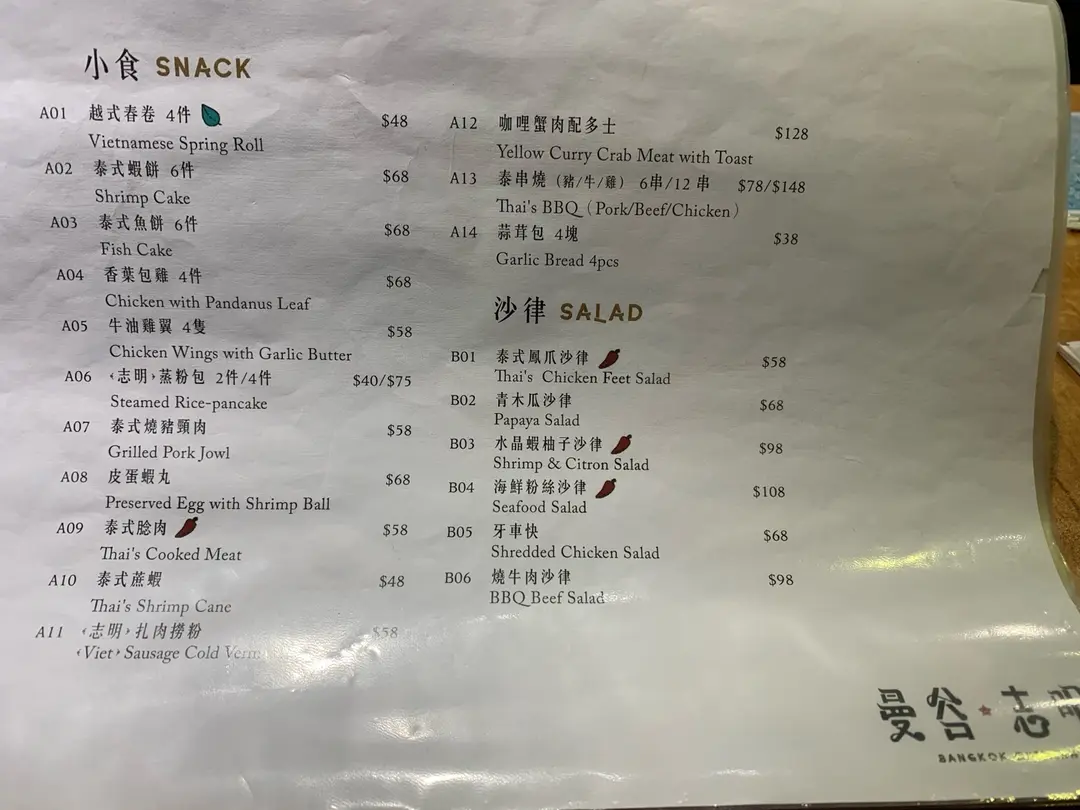 小食 SNACK
A01 越式春卷 4件 $48
Vietnamese Spring Roll
A02 泰式蝦餅 6件 $68
Shrimp Cake
A03 泰式魚餅 6件 $68
Fish Cake
A04 香葉包雞 4件 $68
Chicken with Pandanus Leaf
A05 牛油雞翼 4隻 $58
Chicken Wings with Garlic Butter
A06 ‹志明›蒸粉包 2件/4件 $40/$75
Steamed Rice-pancake
A07 泰式燒豬頸肉 $58
Grilled Pork Jowl
A08 皮蛋蝦丸 $68
Preserved Egg with Shrimp Ball
A09 泰式腍肉 $58
Thai's Cooked Meat
A10 泰式蔗蝦 $48
Thai's Shrimp Cane
A11 ‹志明›扎肉撈粉 $58
‹Viet› Sausage Cold
A12 咖哩蟹肉配多士 $128
Yellow Curry Crab Meat with Toast
A13 泰串燒（豬/牛/雞） 6串/12串 $78/$148
Thai's BBQ（Pork/Beef/Chicken）
A14 蒜茸包 4塊 $38
Garlic Bread 4pcs
沙律 SALAD
B01 泰式鳳爪沙律 $58
Thai's Chicken Feet Salad
B02 青木瓜沙律 $68
Papaya Salad
B03 水晶蝦柚子沙律 $98
Shrimp & Citron Salad
B04 海鮮粉絲沙律 $108
Seafood Salad
B05 牙車快 $68
Shredded Chicken Salad
B06 燒牛肉沙律 $98
BBQ Beef Salad
曼谷★志明
BANGKOK